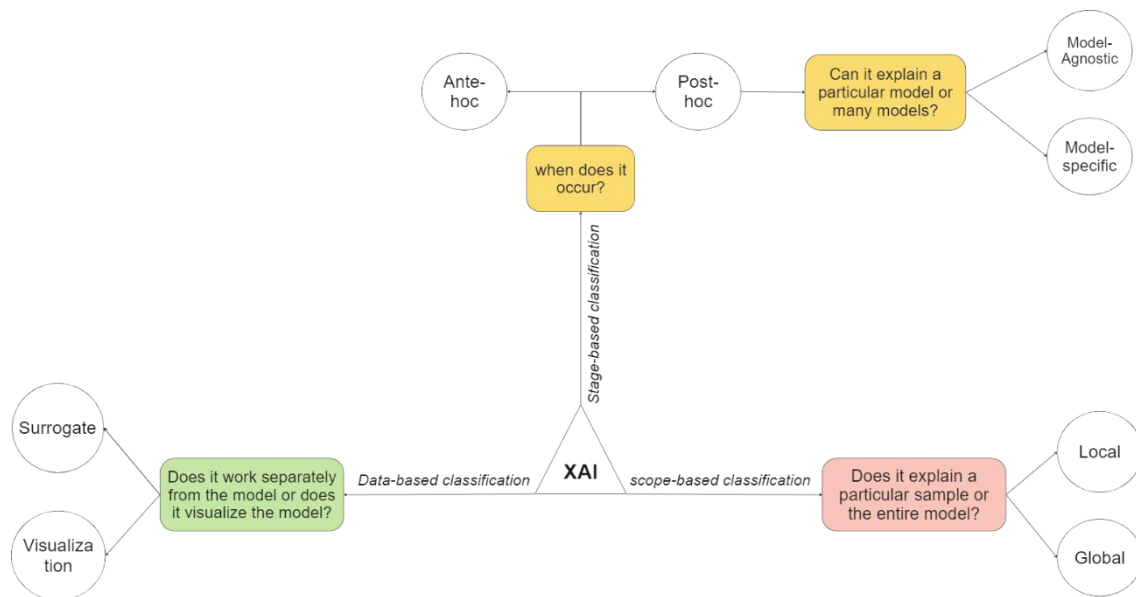 Model-
Agnostic
Ante-
hoc
Post-
hoc
Can it explain a
particular model or
many models?
Model-
specific
when does it
occur?
Stage-based classification
Surrogate
Does it work separately
from the model or does
it visualize the model?
Visualiza
tion
Data-based classification
XAI
scope-based classification
Does it explain a
particular sample or
the entire model?
Local
Global